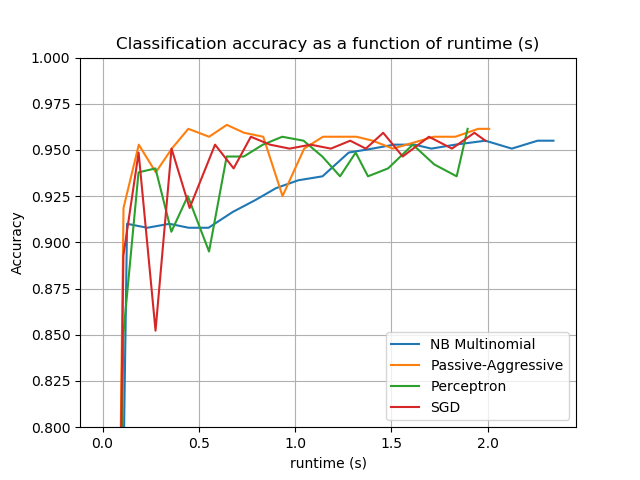 Classification accuracy as a function of runtime (s)
1.000
0.975
0.950
0.925
0.900
0.875
0.850
0.825
0.800
Accuracy
0.0 0.5 1.0 1.5 2.0
runtime (s)
NB Multinomial
Passive-Aggressive
Perceptron
SGD